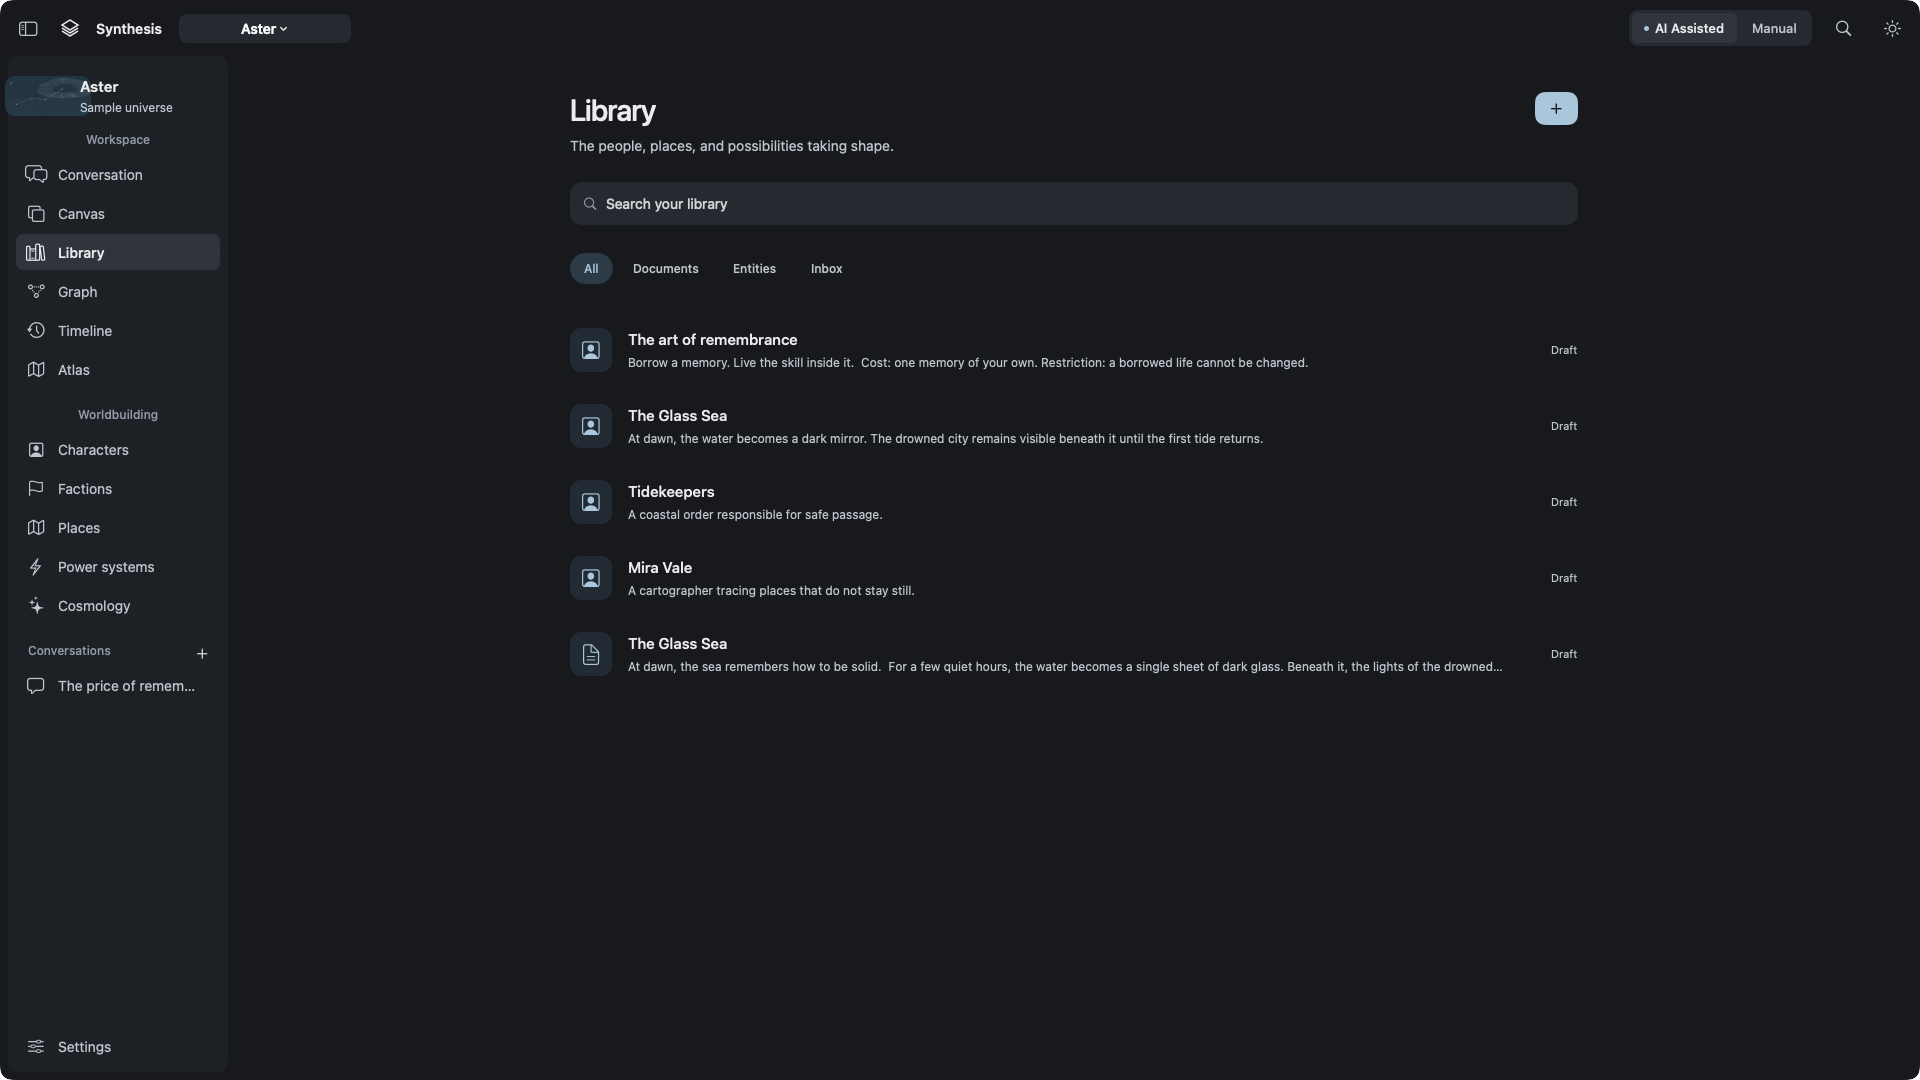 Synthesis
Aster
AI Assisted
Manual
Aster
Sample universe
Workspace
Conversation
Canvas
Library
Graph
Timeline
Atlas
Worldbuilding
Characters
Factions
Places
Power systems
Cosmology
Conversations
The price of remem...
Settings
Library
The people, places, and possibilities taking shape.
Search your library
All
Documents
Entities
Inbox
The art of remembrance
Borrow a memory. Live the skill inside it.  Cost: one memory of your own. Restriction: a borrowed life cannot be changed.
Draft
The Glass Sea
At dawn, the water becomes a dark mirror. The drowned city remains visible beneath it until the first tide returns.
Draft
Tidekeepers
A coastal order responsible for safe passage.
Draft
Mira Vale
A cartographer tracing places that do not stay still.
Draft
The Glass Sea
At dawn, the sea remembers how to be solid.  For a few quiet hours, the water becomes a single sheet of dark glass. Beneath it, the lights of the drowned...
Draft